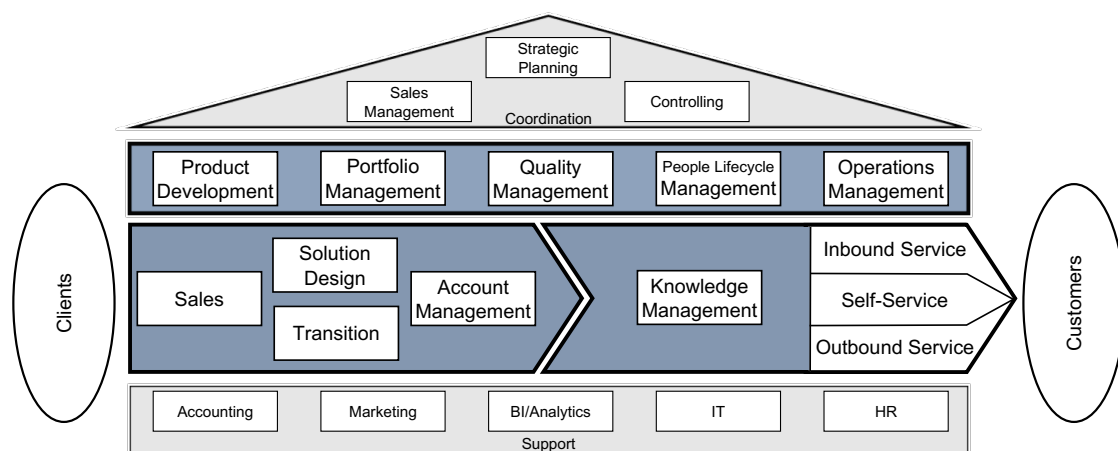 Strategic
Planning
Sales
Management
Controlling
Coordination
Product
Development
Portfolio
Management
Quality
Management
People Lifecycle
Management
Operations
Management
Clients
Sales
Solution
Design
Transition
Account
Management
Knowledge
Management
Inbound Service
Self-Service
Outbound Service
Customers
Accounting
Marketing
BI/Analytics
IT
HR
Support